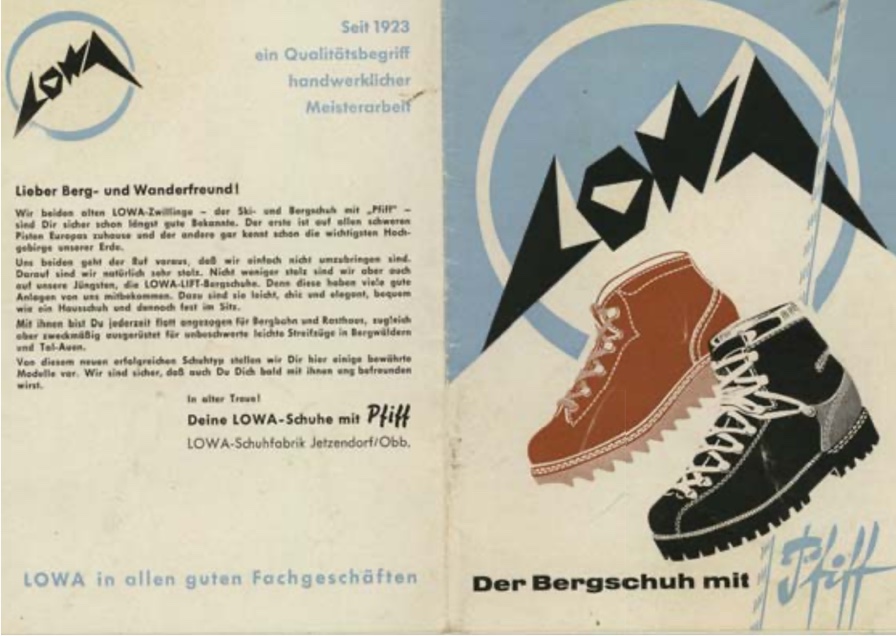 LOWA
Seit 1923
ein Qualitätsbegriff
handwerklicher
Meisterarbeit
Lieber Berg- und Wanderfreund!
Wir beiden alten LOWA-Zwillinge – der Ski- und Bergschuh mit „Pfiff“ –
sind Dir sicher schon längst gute Bekannte. Der erste ist auf allen schweren
Pisten Europas zuhause und der andere gar kennt schon die wichtigsten Hoch-
gebirge unserer Erde.
Uns beiden geht der Ruf voraus, daß wir einfach nicht umzubringen sind.
Darauf sind wir natürlich sehr stolz. Nicht weniger stolz sind wir aber auch
auf unsere Jüngsten, die LOWA-LIFT-Bergschuhe. Denn diese haben viele gute
Anlagen von uns mitbekommen. Dazu sind sie leicht, chic und elegant, bequem
wie ein Hausschuh und dennoch fest im Sitz.
Mit ihnen bist Du jederzeit flott angezogen für Bergbahn und Rasthaus, zugleich
aber zweckmäßig ausgerüstet für unbeschwerte leichte Streifzüge in Bergwäldern
und Tal-Auen.
Von diesem neuen erfolgreichen Schuhtyp stellen wir Dir hier einige bewährte
Modelle vor. Wir sind sicher, daß auch Du Dich bald mit ihnen eng befreunden
wirst.
In alter Treue!
Deine LOWA-Schuhe mit Pfiff
LOWA-Schuhfabrik Jetzendorf/Obb.
LOWA in allen guten Fachgeschäften
LOWA
Der Bergschuh mit Pfiff